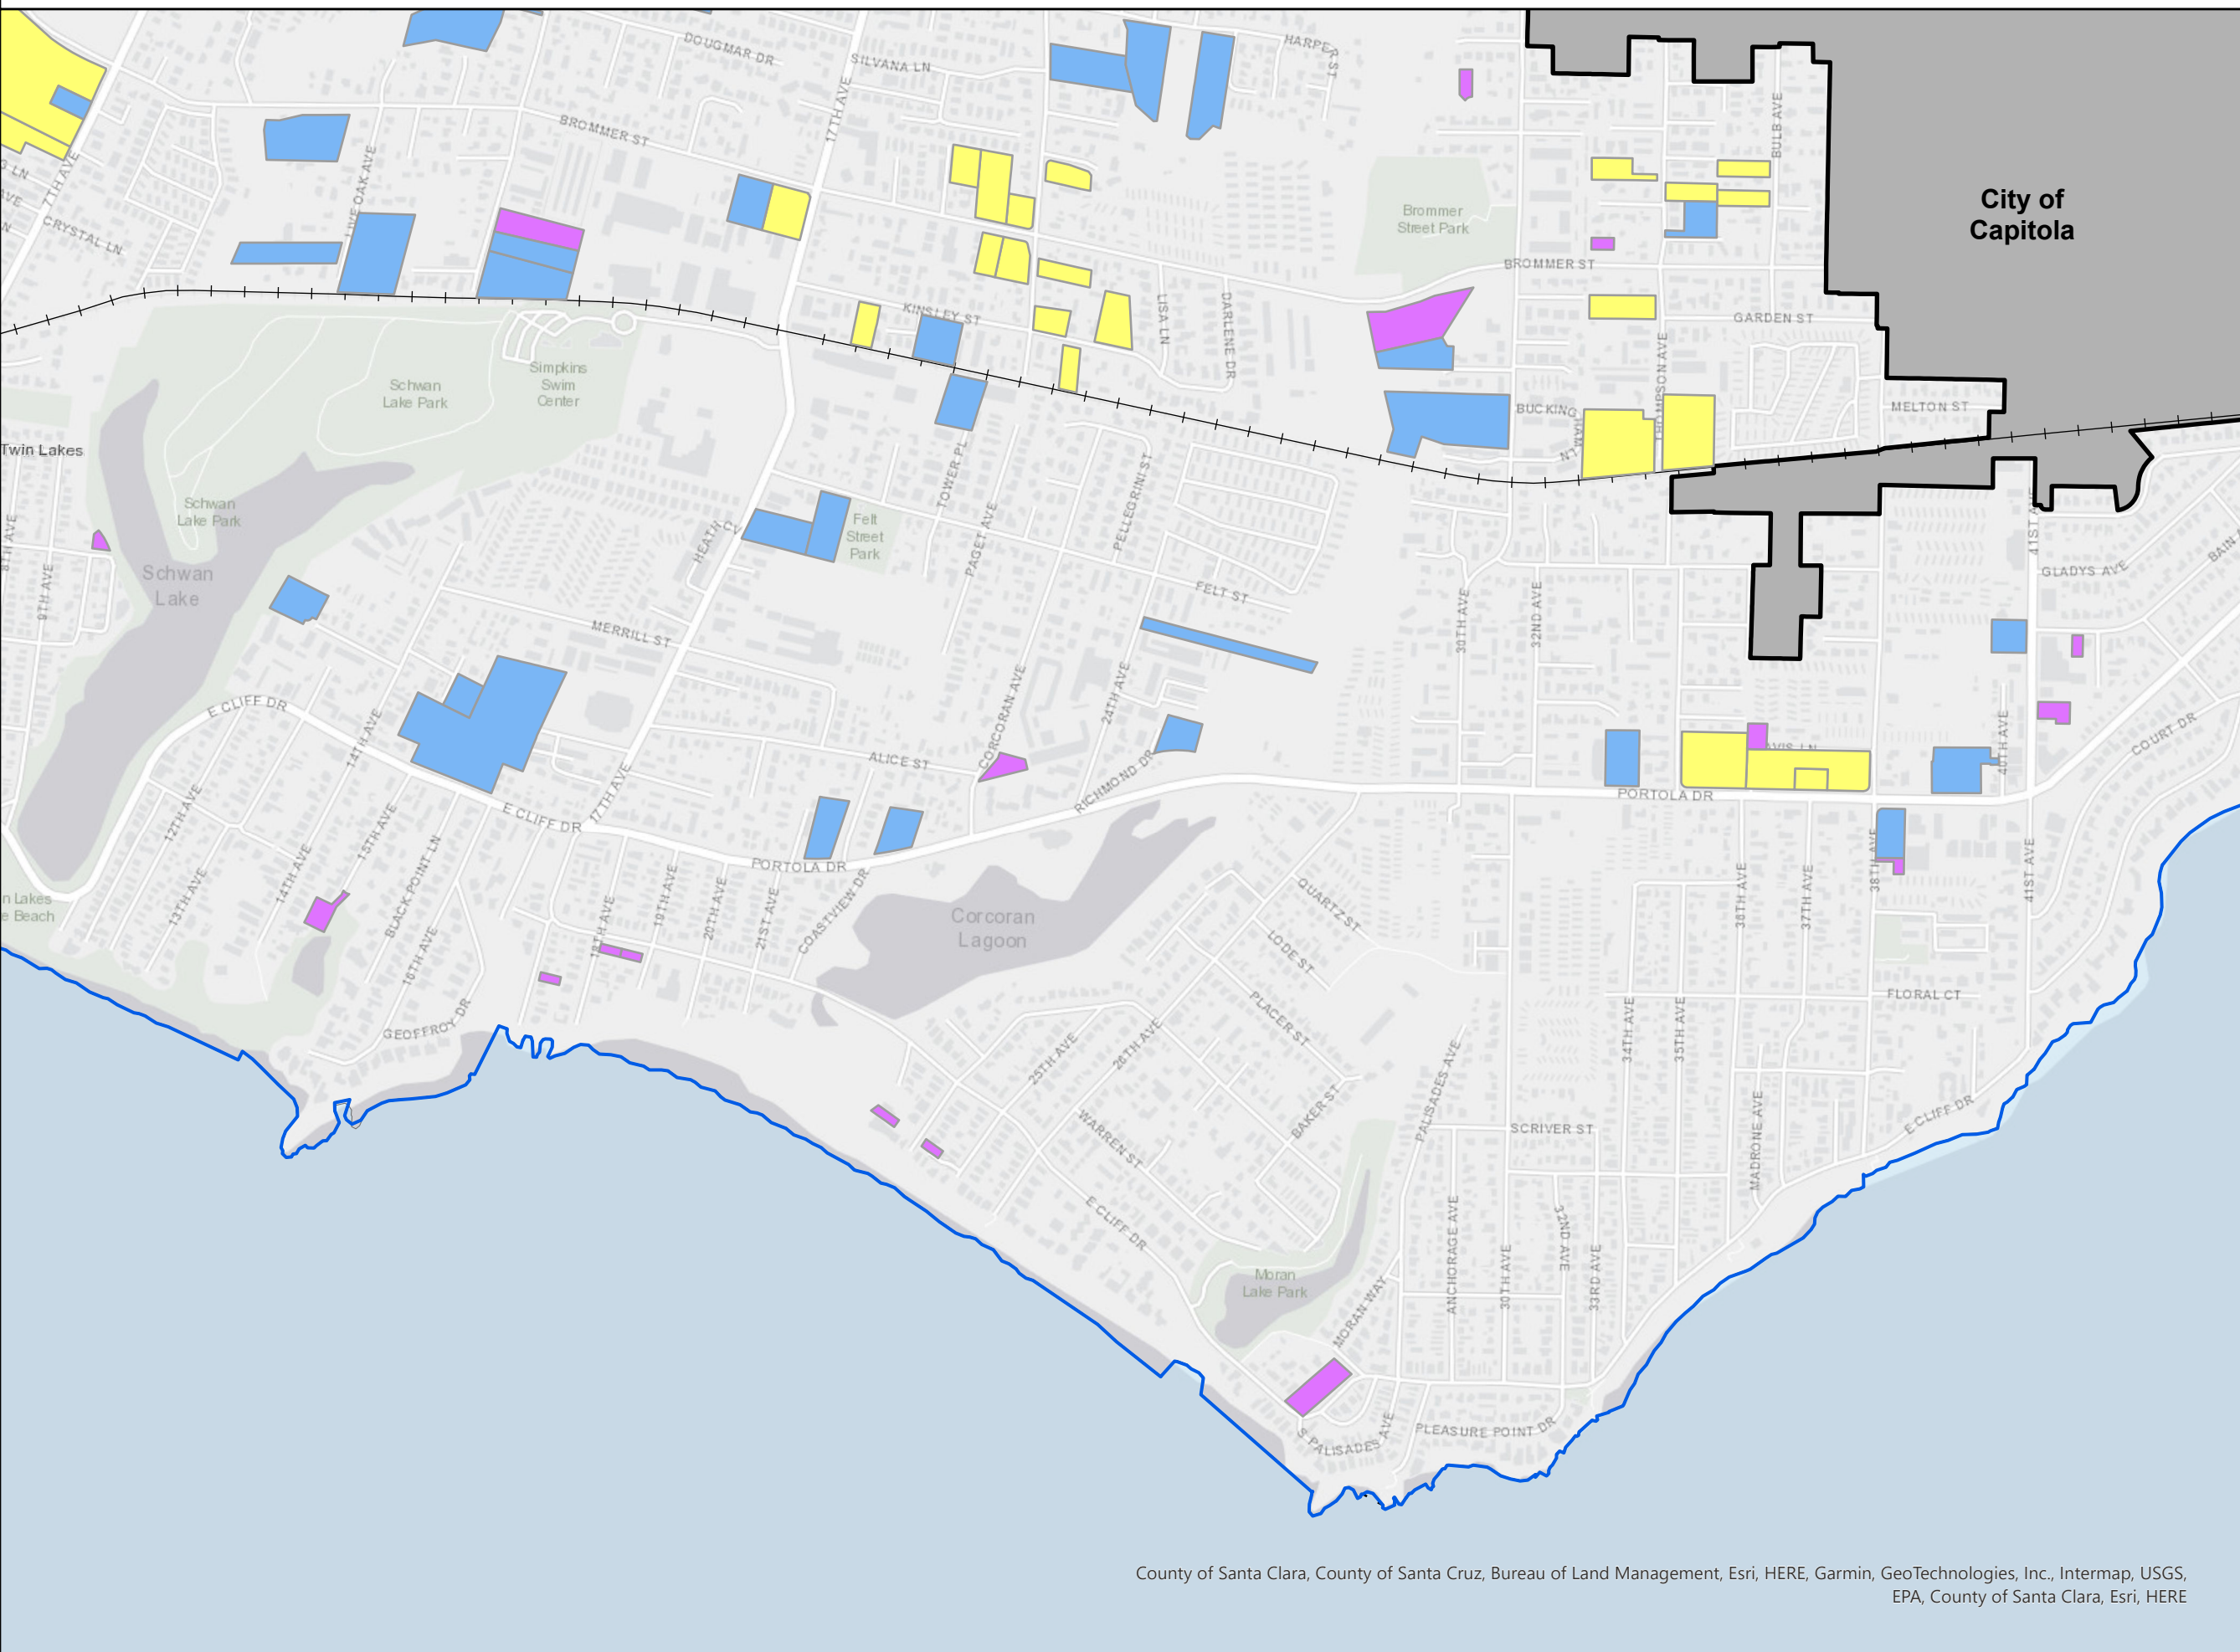 DOUGMAR DR
SILVANA LN
HARPER ST
17TH AVE
BROMMER ST
BULB AVE
City of
Capitola
7TH AVE
CRYSTAL LN
LIVE OAK AVE
Brommer
Street Park
BROMMER ST
KINSLEY ST
LISA LN
DARLENE DR
GARDEN ST
THOMPSON AVE
Simpkins
Swim
Center
Schwan
Lake Park
BUCKINGHAM LN
MELTON ST
Twin Lakes
TOWER PL
PELLEGRINI ST
Schwan
Lake Park
Felt
Street
Park
HEATH CV
PAGET AVE
41ST AVE
8TH AVE
9TH AVE
Schwan
Lake
GLADYS AVE
FELT ST
30TH AVE
32ND AVE
MERRILL ST
E CLIFF DR
14TH AVE
CORCORAN AVE
24TH AVE
40TH AVE
COURT DR
ALICE ST
RICHMOND DR
PORTOLA DR
12TH AVE
15TH AVE
E CLIFF DR
17TH AVE
PORTOLA DR
38TH AVE
41ST AVE
13TH AVE
14TH AVE
BLACK POINT LN
18TH AVE
19TH AVE
20TH AVE
21ST AVE
COASTVIEW DR
Corcoran
Lagoon
QUARTZ ST
36TH AVE
37TH AVE
16TH AVE
LODE ST
FLORAL CT
GEOFFROY DR
PLACER ST
34TH AVE
35TH AVE
25TH AVE
26TH AVE
PALISADES AVE
BAKER ST
WARREN ST
SCRIVER ST
MADRONE AVE
E CLIFF DR
E CLIFF DR
ANCHORAGE AVE
30TH AVE
32ND AVE
33RD AVE
Moran
Lake Park
MORAN WAY
S PALISADES AVE
PLEASURE POINT DR
County of Santa Clara, County of Santa Cruz, Bureau of Land Management, Esri, HERE, Garmin, GeoTechnologies, Inc., Intermap, USGS,
EPA, County of Santa Clara, Esri, HERE